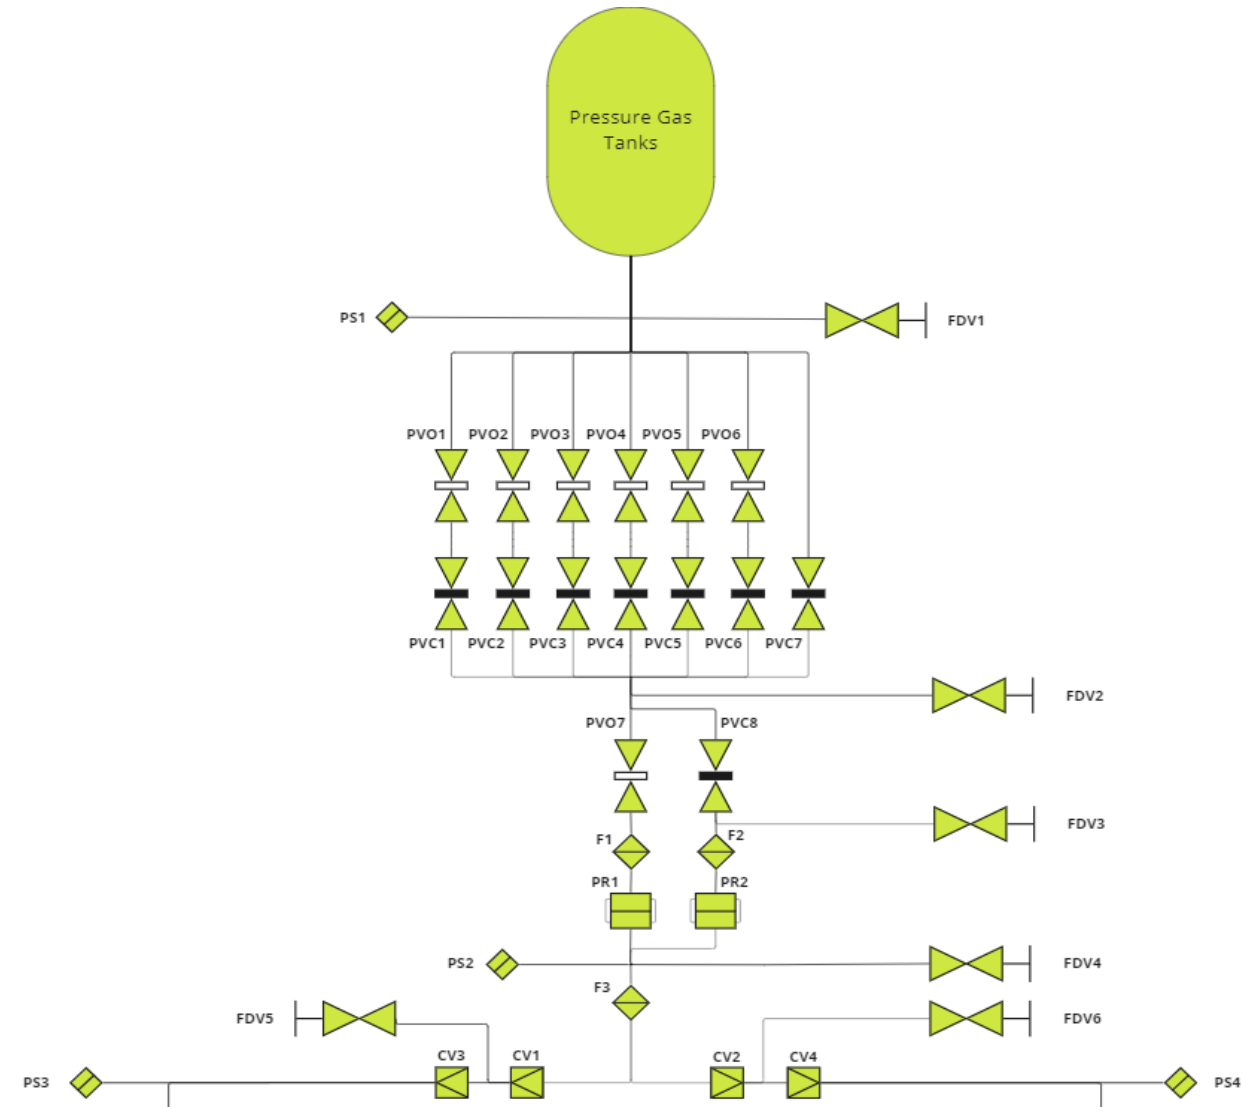 Pressure Gas
Tanks
PS1
FDV1
PVO1
PVO2
PVO3
PVO4
PVO5
PVO6
PVC1
PVC2
PVC3
PVC4
PVC5
PVC6
PVC7
FDV2
PVO7
PVC8
FDV3
F1
F2
PR1
PR2
PS2
FDV4
F3
FDV5
FDV6
CV3
CV1
CV2
CV4
PS3
PS4